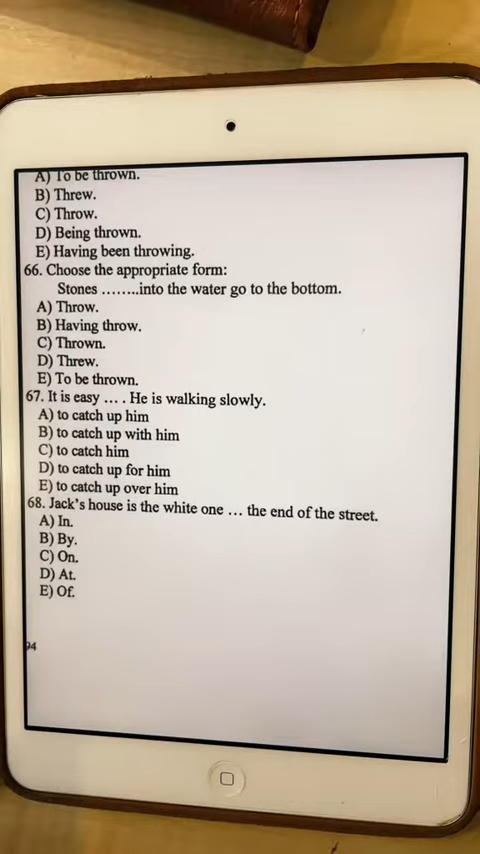 A) To be thrown.
B) Threw.
C) Throw.
D) Being thrown.
E) Having been throwing.
66. Choose the appropriate form:
Stones ........into the water go to the bottom.
A) Throw.
B) Having throw.
C) Thrown.
D) Threw.
E) To be thrown.
67. It is easy .... He is walking slowly.
A) to catch up him
B) to catch up with him
C) to catch him
D) to catch up for him
E) to catch up over him
68. Jack's house is the white one ... the end of the street.
A) In.
B) By.
C) On.
D) At.
E) Of.
94